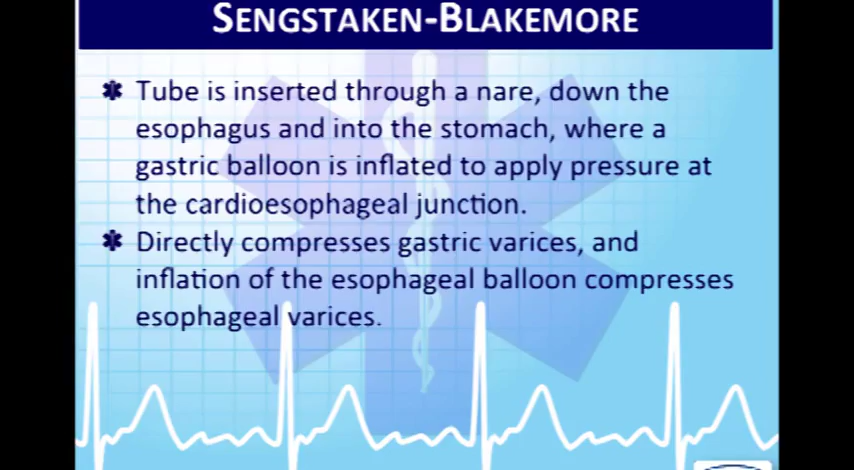 SENGSTAKEN-BLAKEMORE
Tube is inserted through a nare, down the
esophagus and into the stomach, where a
gastric balloon is inflated to apply pressure at
the cardioesophageal junction.
Directly compresses gastric varices, and
inflation of the esophageal balloon compresses
esophageal varices.